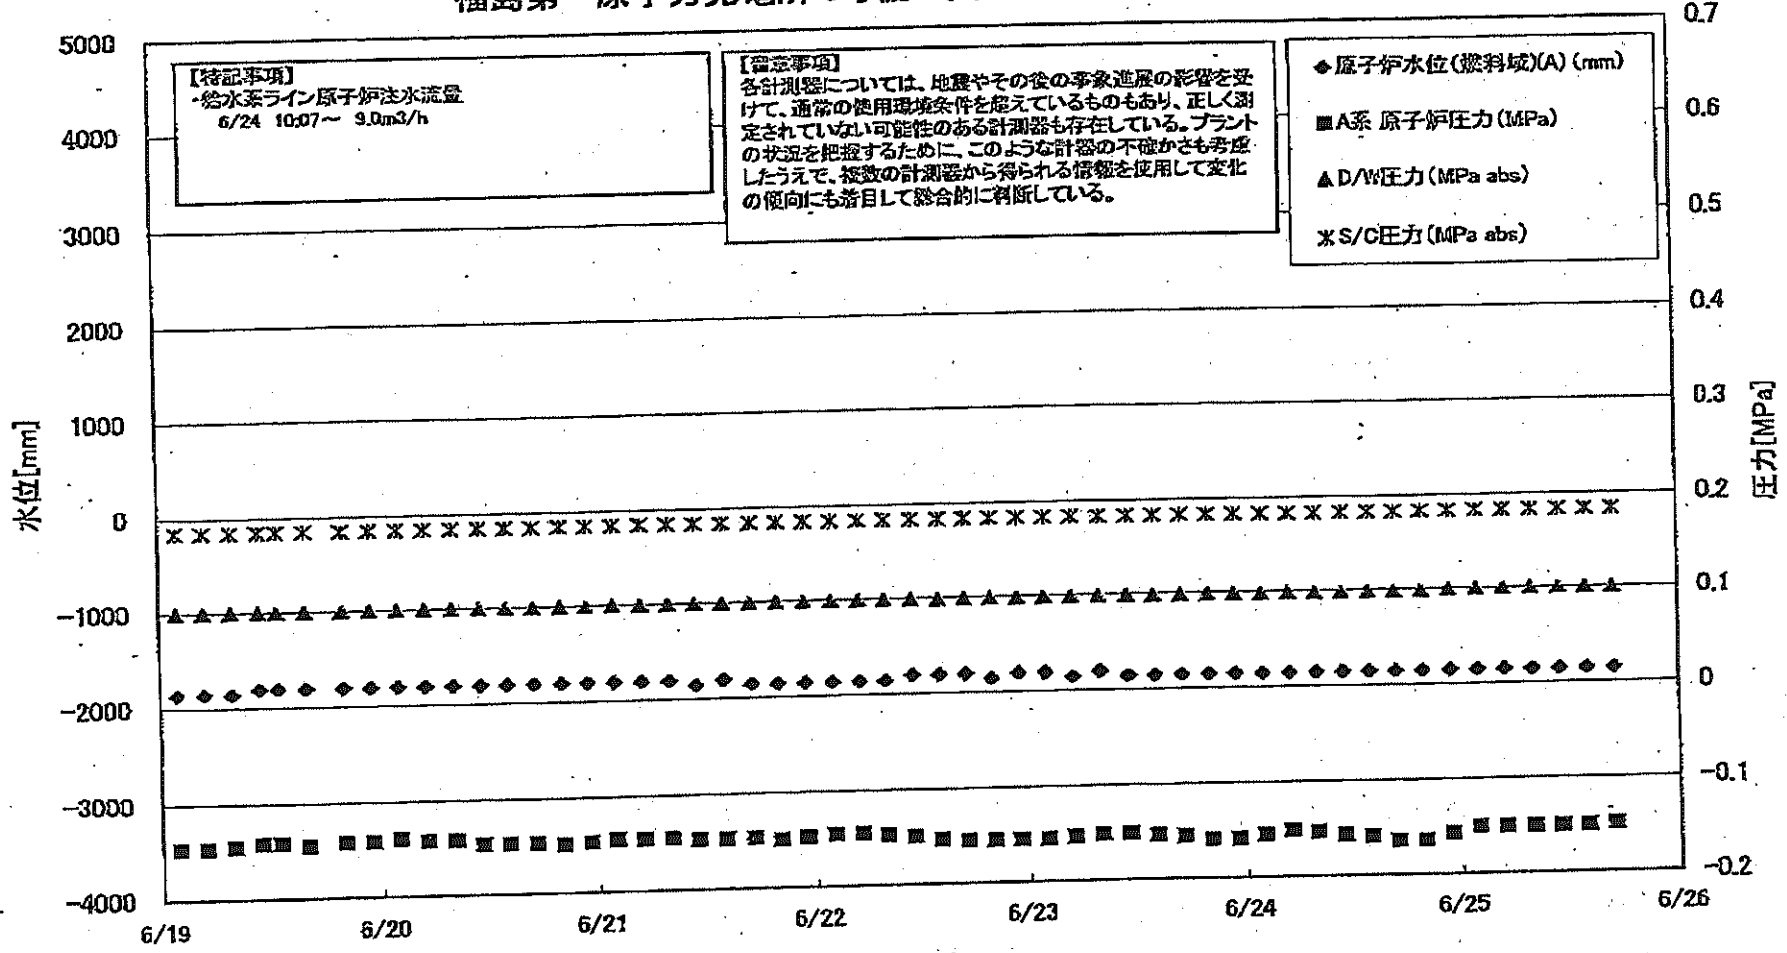 5000
4000
3000
2000
1000
0
-1000
-2000
-3000
-4000
水位[mm]
【特記事項】
・給水系ライン原子炉注水流量
6/24 10:07～ 9.0m3/h
【留意事項】
各計測器については、地震やその後の事象進展の影響を受
けて、通常の使用環境条件を超えているものもあり、正しく測
定されていない可能性のある計測器も存在している。プラント
の状況を把握するために、このような計器の不確かさも考慮
したうえで、複数の計測器から得られる情報を使用して変化
の傾向にも着目して総合的に判断している。
◆原子炉水位(燃料域)(A) (mm)
■A系 原子炉圧力(MPa)
▲D/W圧力(MPa abs)
S/C圧力(MPa abs)
0.7
0.6
0.5
0.4
0.3
0.2
0.1
0
-0.1
-0.2
圧力[MPa]
6/19
6/20
6/21
6/22
6/23
6/24
6/25
6/26